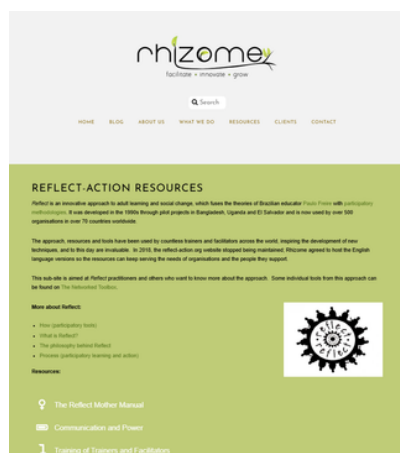 rhizome
facilitate + innovate + grow
Search
HOME BLOG ABOUT US WHAT WE DO RESOURCES CLIENTS CONTACT
REFLECT-ACTION RESOURCES
Reflect is an innovative approach to adult learning and social change, which fuses the theories of Brazilian educator Paulo Freire with participatory
methodologies. It was developed in the 1990s through pilot projects in Bangladesh, Uganda and El Salvador and is now used by over 500
organisations in over 70 countries worldwide.
The approach, resources and tools have been used by countless trainers and facilitators across the world, inspiring the development of new
techniques, and to this day are invaluable. In 2018, the reflect-action.org website stopped being maintained; Rhizome agreed to host the English
language versions so the resources can keep serving the needs of organisations and the people they support.
This sub-site is aimed at Reflect practitioners and others who want to know more about the approach. Some individual tools from this approach can
be found on The Networked Toolbox.
More about Reflect:
How (participatory tools)
What is Reflect?
The philosophy behind Reflect
Process (participatory learning and action)
reflect
reflect
Resources:
The Reflect Mother Manual
Communication and Power
Training of Trainers and Facilitators